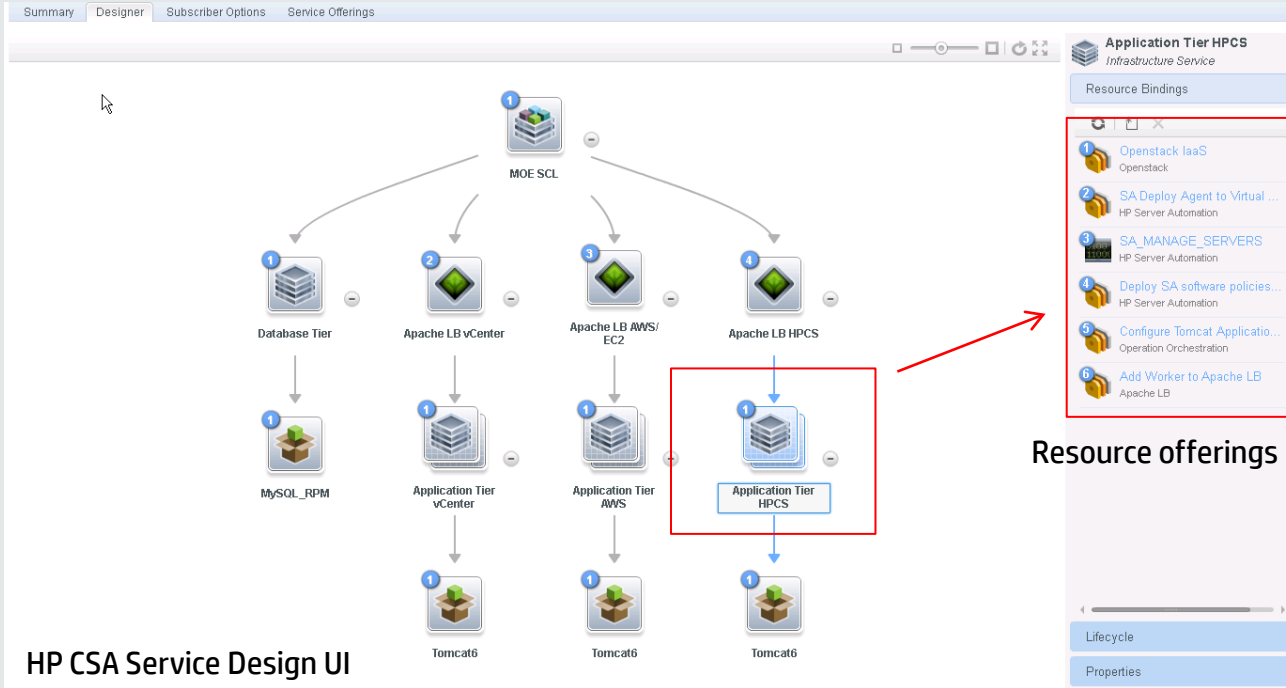 Summary Designer Subscriber Options Service Offerings
Application Tier HPCS
Infrastructure Service
Resource Bindings
1
MOE SCL
1
Database Tier
2
Apache LB vCenter
3
Apache LB AWS/
EC2
4
Apache LB HPCS
1
MySQL_RPM
1
Application Tier
vCenter
1
Application Tier
AWS
1
Application Tier
HPCS
1
Tomcat6
1
Tomcat6
1
Tomcat6
1
Openstack IaaS
Openstack
2
SA Deploy Agent to Virtual ...
HP Server Automation
3
SA_MANAGE_SERVERS
HP Server Automation
4
Deploy SA software policies...
HP Server Automation
5
Configure Tomcat Applicatio...
Operation Orchestration
6
Add Worker to Apache LB
Apache LB
Resource offerings
Lifecycle
Properties
HP CSA Service Design UI